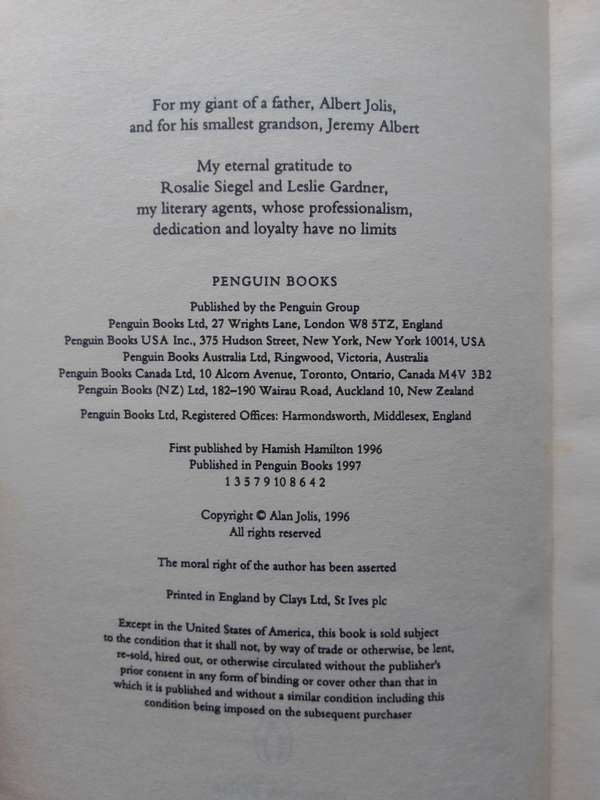 For my giant of a father, Albert Jolis,
and for his smallest grandson, Jeremy Albert
My eternal gratitude to
Rosalie Siegel and Leslie Gardner,
my literary agents, whose professionalism,
dedication and loyalty have no limits
PENGUIN BOOKS
Published by the Penguin Group
Penguin Books Ltd, 27 Wrights Lane, London W8 5TZ, England
Penguin Books USA Inc., 375 Hudson Street, New York, New York 10014, USA
Penguin Books Australia Ltd, Ringwood, Victoria, Australia
Penguin Books Canada Ltd, 10 Alcorn Avenue, Toronto, Ontario, Canada M4V 3B2
Penguin Books (NZ) Ltd, 182–190 Wairau Road, Auckland 10, New Zealand
Penguin Books Ltd, Registered Offices: Harmondsworth, Middlesex, England
First published by Hamish Hamilton 1996
Published in Penguin Books 1997
1 3 5 7 9 10 8 6 4 2
Copyright © Alan Jolis, 1996
All rights reserved
The moral right of the author has been asserted
Printed in England by Clays Ltd, St Ives plc
Except in the United States of America, this book is sold subject
to the condition that it shall not, by way of trade or otherwise, be lent,
re-sold, hired out, or otherwise circulated without the publisher's
prior consent in any form of binding or cover other than that in
which it is published and without a similar condition including this
condition being imposed on the subsequent purchaser